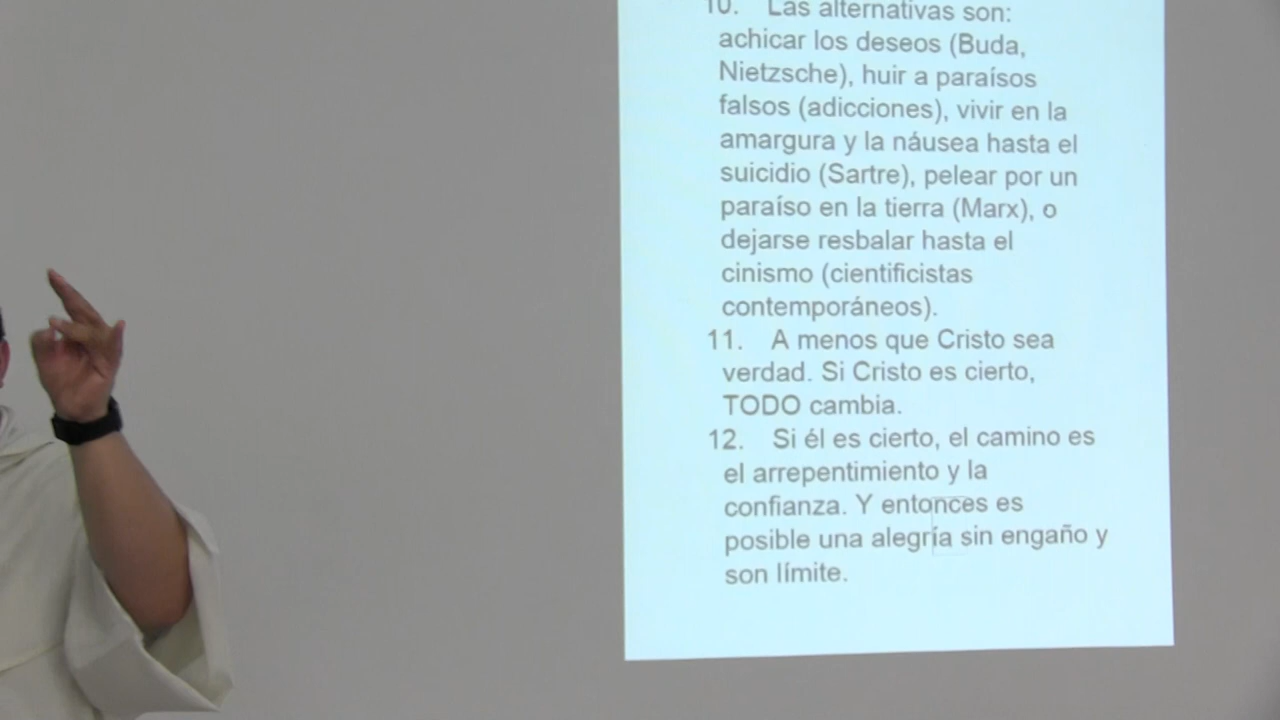 10. Las alternativas son:
achicar los deseos (Buda,
Nietzsche), huir a paraísos
falsos (adicciones), vivir en la
amargura y la náusea hasta el
suicidio (Sartre), pelear por un
paraíso en la tierra (Marx), o
dejarse resbalar hasta el
cinismo (cientificistas
contemporáneos).
11. A menos que Cristo sea
verdad. Si Cristo es cierto,
TODO cambia.
12. Si él es cierto, el camino es
el arrepentimiento y la
confianza. Y entonces es
posible una alegría sin engaño y
son límite.